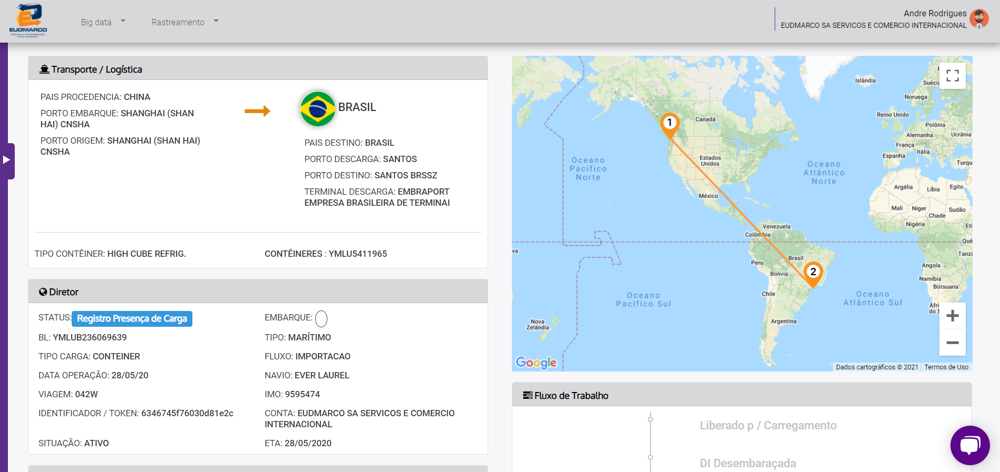 EUDMARCO
TERMINAL ALFANDEGADO
Big data
Rastreamento
Andre Rodrigues
EUDMARCO SA SERVICOS E COMERCIO INTERNACIONAL
Transporte / Logística
PAIS PROCEDENCIA: CHINA
PORTO EMBARQUE: SHANGHAI (SHAN
HAI) CNSHA
PORTO ORIGEM: SHANGHAI (SHAN HAI)
CNSHA
BRASIL
PAIS DESTINO: BRASIL
PORTO DESCARGA: SANTOS
PORTO DESTINO: SANTOS BRSSZ
TERMINAL DESCARGA: EMBRAPORT
EMPRESA BRASILEIRA DE TERMINAI
TIPO CONTÊINER: HIGH CUBE REFRIG.
CONTÊINERES : YMLU5411965
Diretor
STATUS: Registro Presença de Carga
EMBARQUE:
BL: YMLUB236069639
TIPO: MARÍTIMO
TIPO CARGA: CONTEINER
FLUXO: IMPORTACAO
DATA OPERAÇÃO: 28/05/20
NAVIO: EVER LAUREL
VIAGEM: 042W
IMO: 9595474
IDENTIFICADOR / TOKEN: 6346745f76030d81e2c
CONTA: EUDMARCO SA SERVICOS E COMERCIO
INTERNACIONAL
SITUAÇÃO: ATIVO
ETA: 28/05/2020
Islândia
Suécia
Noruega
Reino Unido
Polônia
Alemanha
Ucrânia
França
Itália
Espanha
Turqu
1
Canadá
Estados
Unidos
Oceano
Pacífico
Norte
Oceano
Atlântico
Norte
México
Argélia
Líbia
Egito
Mali
Níger
Sudão
Chade
Nigéria
Eti
Venezuela
Colômbia
Quê
va
Tanzâ
Peru
Brasil
2
Bolívia
Angola
Namíbia
Botsuana
Chile
Oceano
Pacífico Sul
Oceano
Atlântico Sul
Áfri
do S
Nova
Zelândia
Argentina
Google
Dados cartográficos © 2021
Termos de Uso
Fluxo de Trabalho
Liberado p / Carregamento
DI Desembaraçada